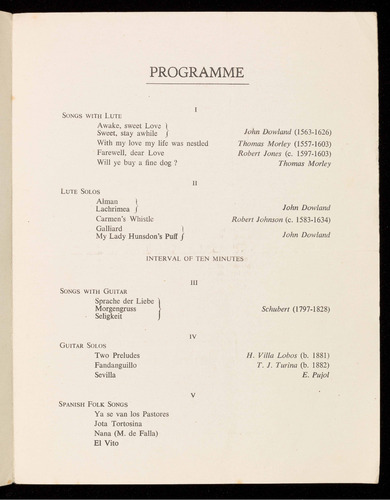 PROGRAMME
I
SONGS WITH LUTE
Awake, sweet Love
Sweet, stay awhile } John Dowland (1563-1626)
With my love my life was nestled Thomas Morley (1557-1603)
Farewell, dear Love Robert Jones (c. 1597-1603)
Will ye buy a fine dog ? Thomas Morley
II
LUTE SOLOS
Alman
Lachrimea } John Dowland
Carmen's Whistle Robert Johnson (c. 1583-1634)
Galliard
My Lady Hunsdon's Puff } John Dowland
INTERVAL OF TEN MINUTES
III
SONGS WITH GUITAR
Sprache der Liebe
Morgengruss } Schubert (1797-1828)
Seligkeit
IV
GUITAR SOLOS
Two Preludes H. Villa Lobos (b. 1881)
Fandanguillo T. J. Turina (b. 1882)
Sevilla E. Pujol
V
SPANISH FOLK SONGS
Ya se van los Pastores
Jota Tortosina
Nana (M. de Falla)
El Vito